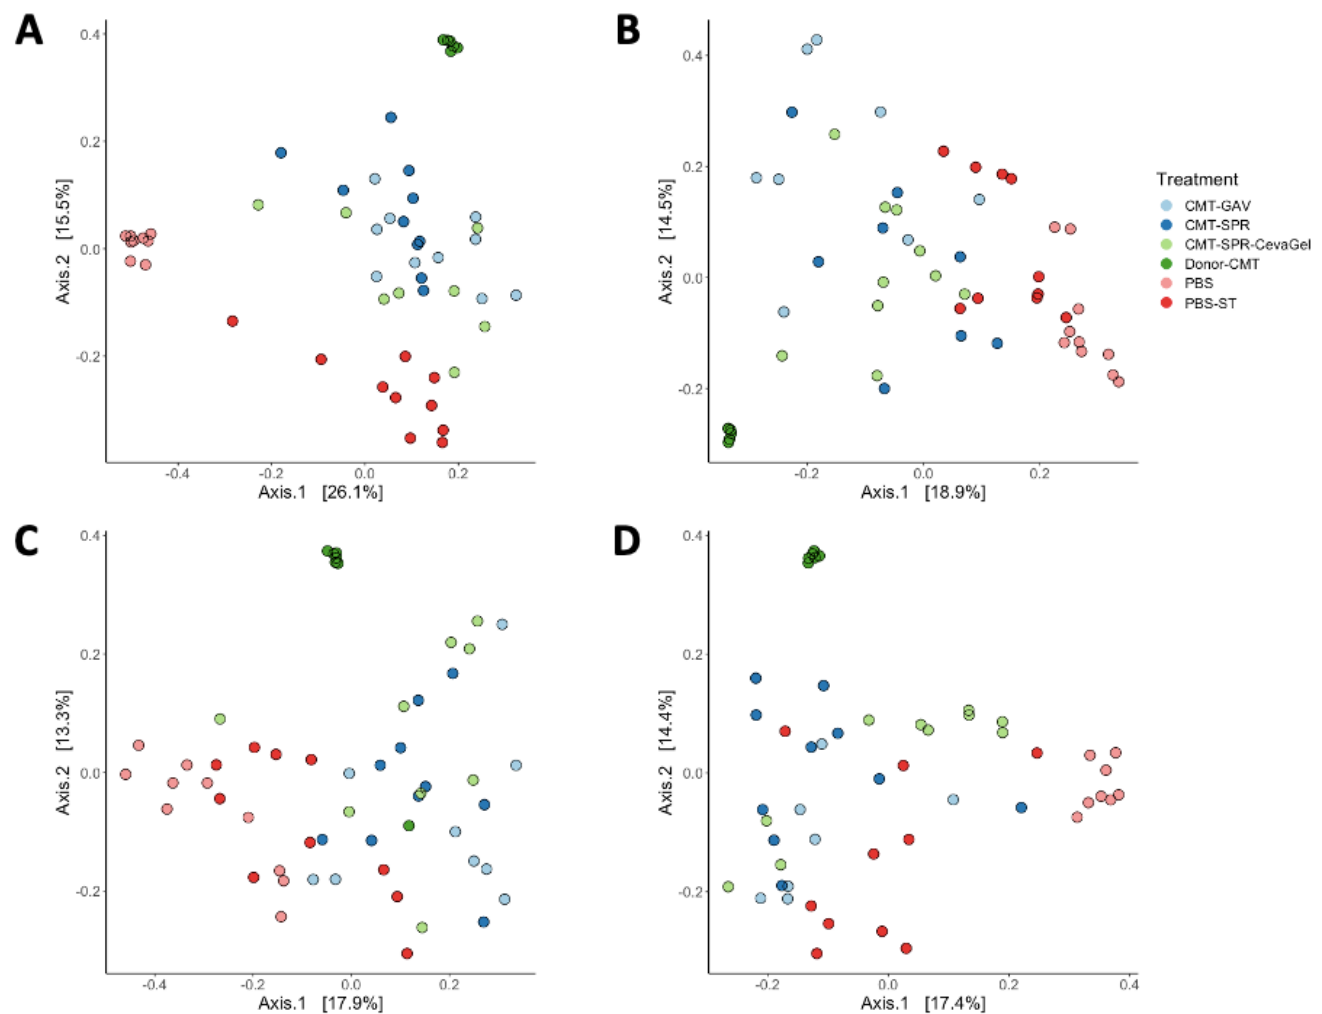 A
0.4
0.2
0.0
-0.2
Axis.2 [15.5%]
-0.4
-0.2
0.0
0.2
Axis.1 [26.1%]
B
0.4
0.2
0.0
-0.2
Axis.2 [14.5%]
-0.2
0.0
0.2
Axis.1 [18.9%]
Treatment
CMT-GAV
CMT-SPR
CMT-SPR-CevaGel
Donor-CMT
PBS
PBS-ST
C
0.4
0.2
0.0
-0.2
Axis.2 [13.3%]
-0.4
-0.2
0.0
0.2
Axis.1 [17.9%]
D
0.4
0.2
0.0
-0.2
Axis.2 [14.4%]
-0.2
0.0
0.2
0.4
Axis.1 [17.4%]